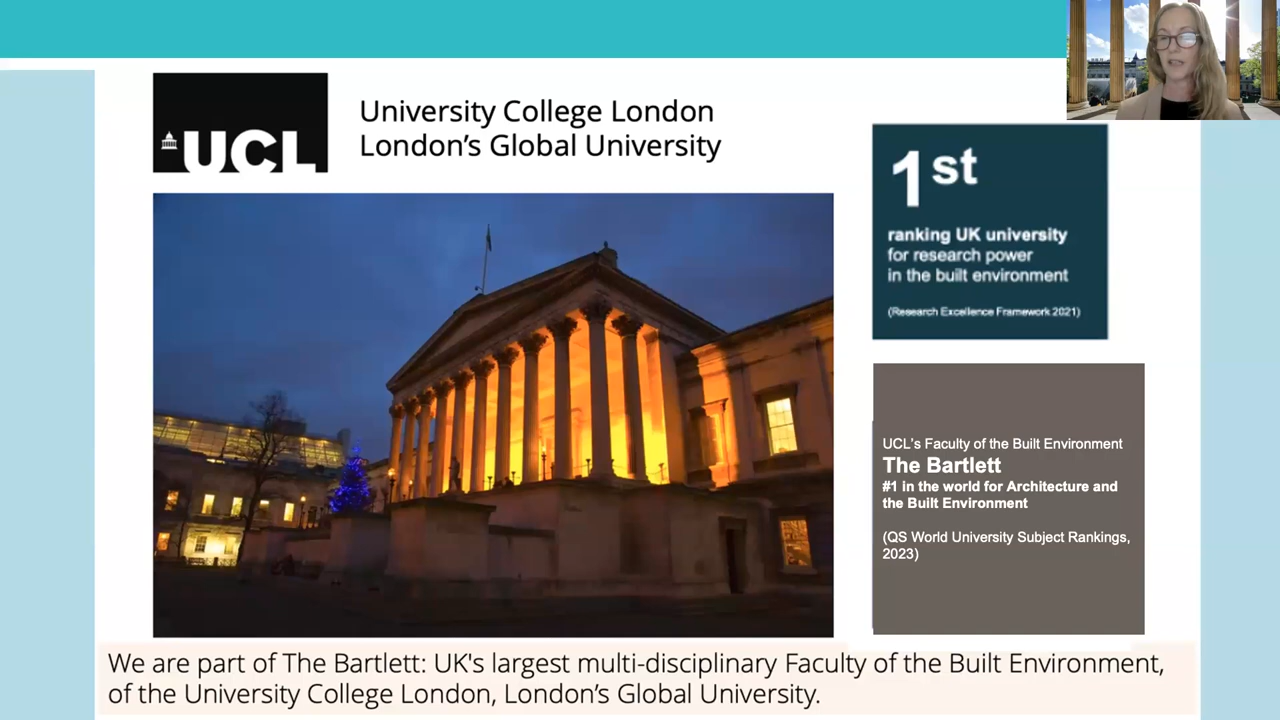 UCL
University College London
London's Global University
1st
ranking UK university
for research power
in the built environment
(Research Excellence Framework 2021)
UCL's Faculty of the Built Environment
The Bartlett
#1 in the world for Architecture and
the Built Environment
(QS World University Subject Rankings,
2023)
We are part of The Bartlett: UK's largest multi-disciplinary Faculty of the Built Environment,
of the University College London, London's Global University.